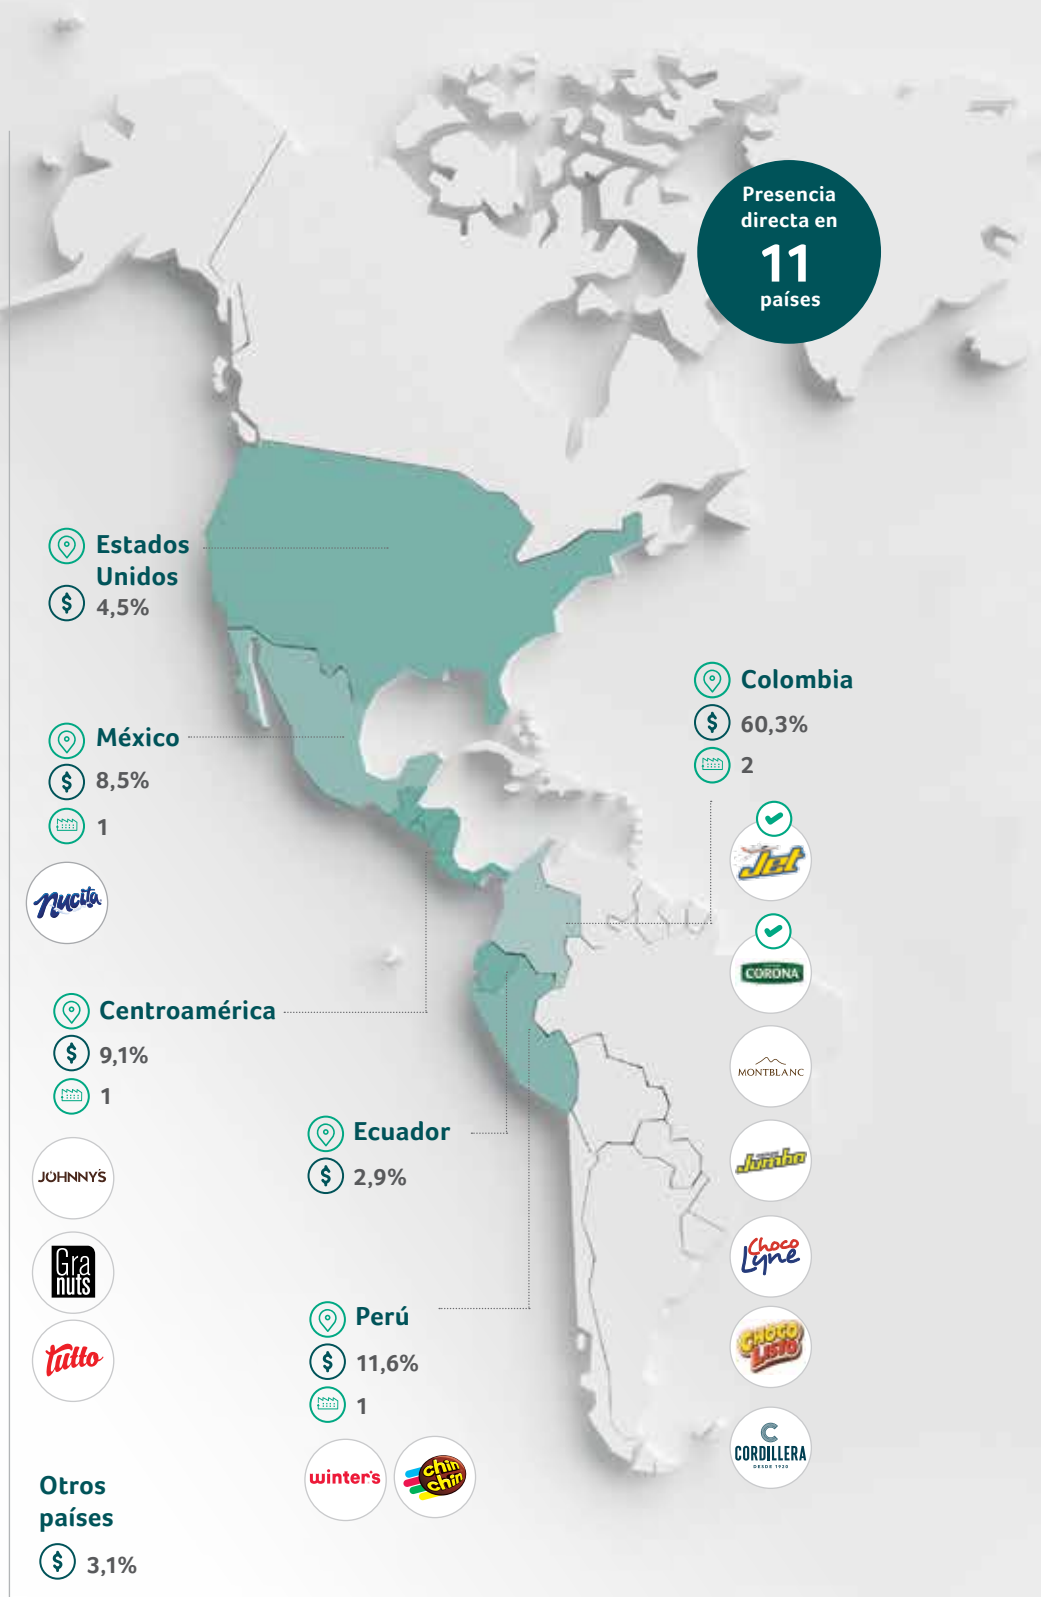 Presencia
directa en
11
países
Estados
Unidos
$ 4,5%
México
$ 8,5%
1
Nucita
Centroamérica
$ 9,1%
1
JOHNNY'S
Gra
nuts
Tutto
Otros
países
$ 3,1%
Ecuador
$ 2,9%
Perú
$ 11,6%
1
winter's
chin
chin
Colombia
$ 60,3%
2
Jet
CORONA
MONTBLANC
Jumbo
Choco
Lyne
CHOCO
LISTO
C
CORDILLERA
DESDE 1920